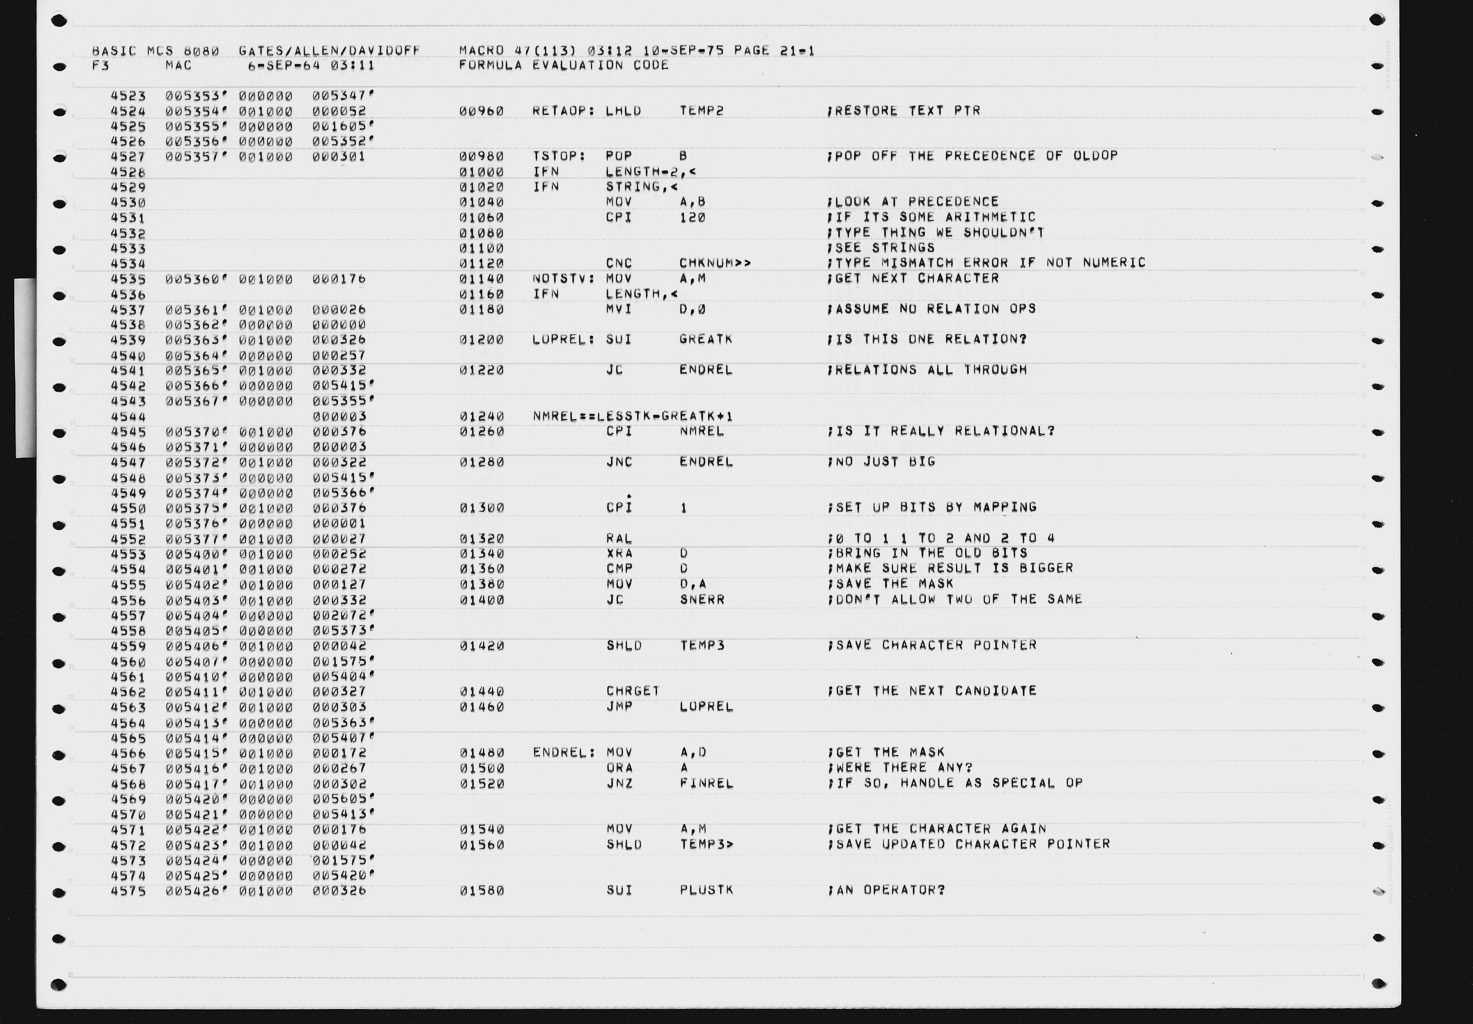 BASIC MCS 8080  GATES/ALLEN/DAVIDOFF  MACRO 47(113) 03:12 10-SEP-75 PAGE 21-1
F3  MAC  6-SEP-64 03:11  FORMULA EVALUATION CODE
4523 005353' 000000 005347'
4524 005354' 001000 000052 00960 RETAOP: LHLD TEMP2 ;RESTORE TEXT PTR
4525 005355' 000000 001605'
4526 005356' 000000 005352'
4527 005357' 001000 000301 00980 TSTOP: POP B ;POP OFF THE PRECEDENCE OF OLDOP
4528 01000 IFN LENGTH-2,<
4529 01020 IFN STRING,<
4530 01040 MOV A,B ;LOOK AT PRECEDENCE
4531 01060 CPI 120 ;IF ITS SOME ARITHMETIC
4532 01080 ;TYPE THING WE SHOULDN'T
4533 01100 ;SEE STRINGS
4534 01120 CNC CHKNUM>> ;TYPE MISMATCH ERROR IF NOT NUMERIC
4535 005360' 001000 000176 01140 NOTSTV: MOV A,M ;GET NEXT CHARACTER
4536 01160 IFN LENGTH,<
4537 005361' 001000 000026 01180 MVI D,0 ;ASSUME NO RELATION OPS
4538 005362' 000000 000000
4539 005363' 001000 000326 01200 LOPREL: SUI GREATK ;IS THIS ONE RELATION?
4540 005364' 000000 000257
4541 005365' 001000 000332 01220 JC ENDREL ;RELATIONS ALL THROUGH
4542 005366' 000000 005415'
4543 005367' 000000 005355'
4544 000003 01240 NMREL==LESSTK-GREATK+1
4545 005370' 001000 000376 01260 CPI NMREL ;IS IT REALLY RELATIONAL?
4546 005371' 000000 000003
4547 005372' 001000 000322 01280 JNC ENDREL ;NO JUST BIG
4548 005373' 000000 005415'
4549 005374' 000000 005366'
4550 005375' 001000 000376 01300 CPI 1 ;SET UP BITS BY MAPPING
4551 005376' 000000 000001
4552 005377' 001000 000027 01320 RAL ;0 TO 1 1 TO 2 AND 2 TO 4
4553 005400' 001000 000252 01340 XRA D ;BRING IN THE OLD BITS
4554 005401' 001000 000272 01360 CMP D ;MAKE SURE RESULT IS BIGGER
4555 005402' 001000 000127 01380 MOV D,A ;SAVE THE MASK
4556 005403' 001000 000332 01400 JC SNERR ;DON'T ALLOW TWO OF THE SAME
4557 005404' 000000 002072'
4558 005405' 000000 005373'
4559 005406' 001000 000042 01420 SHLD TEMP3 ;SAVE CHARACTER POINTER
4560 005407' 000000 001575'
4561 005410' 000000 005404'
4562 005411' 001000 000327 01440 CHRGET ;GET THE NEXT CANDIDATE
4563 005412' 001000 000303 01460 JMP LOPREL
4564 005413' 000000 005363'
4565 005414' 000000 005407'
4566 005415' 001000 000172 01480 ENDREL: MOV A,D ;GET THE MASK
4567 005416' 001000 000267 01500 ORA A ;WERE THERE ANY?
4568 005417' 001000 000302 01520 JNZ FINREL ;IF SO, HANDLE AS SPECIAL OP
4569 005420' 000000 005605'
4570 005421' 000000 005413'
4571 005422' 001000 000176 01540 MOV A,M ;GET THE CHARACTER AGAIN
4572 005423' 001000 000042 01560 SHLD TEMP3> ;SAVE UPDATED CHARACTER POINTER
4573 005424' 000000 001575'
4574 005425' 000000 005420'
4575 005426' 001000 000326 01580 SUI PLUSTK ;AN OPERATOR?